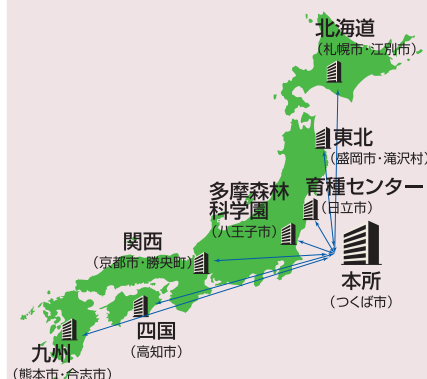 北海道
(札幌市・江別市)
東北
(盛岡市・滝沢村)
育種センター
(日立市)
多摩森林
科学園
(八王子市)
関西
(京都市・勝央町)
本所
(つくば市)
四国
(高知市)
九州
(熊本市・合志市)